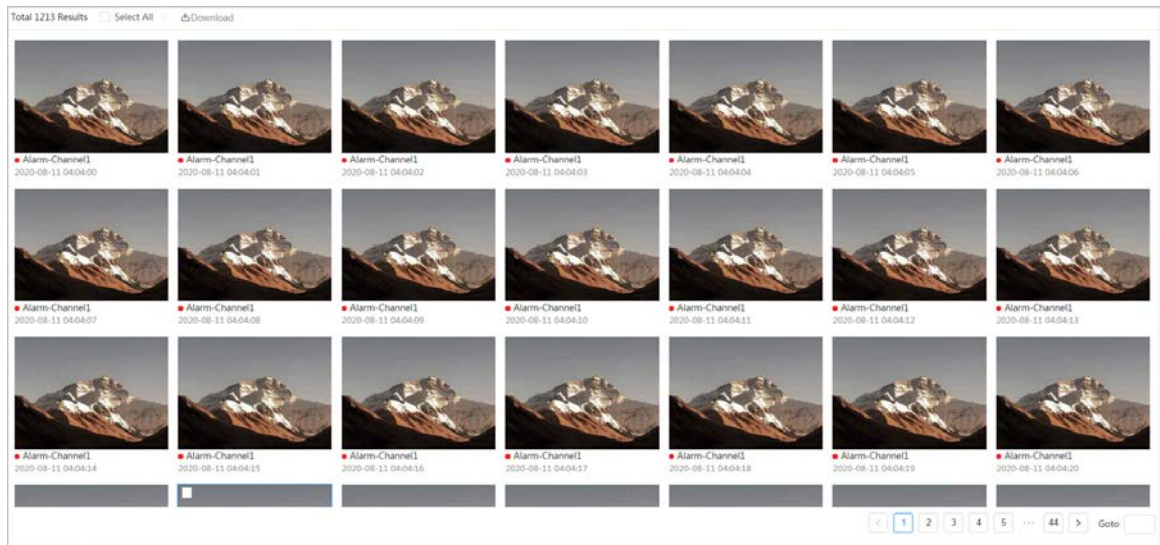 Total 1213 Results Select All Download
Alarm-Channel1 Alarm-Channel1 Alarm-Channel1 Alarm-Channel1 Alarm-Channel1 Alarm-Channel1 Alarm-Channel1
2020-08-11 04:04:00 2020-08-11 04:04:01 2020-08-11 04:04:02 2020-08-11 04:04:03 2020-08-11 04:04:04 2020-08-11 04:04:05 2020-08-11 04:04:06
Alarm-Channel1 Alarm-Channel1 Alarm-Channel1 Alarm-Channel1 Alarm-Channel1 Alarm-Channel1 Alarm-Channel1
2020-08-11 04:04:07 2020-08-11 04:04:08 2020-08-11 04:04:09 2020-08-11 04:04:10 2020-08-11 04:04:11 2020-08-11 04:04:12 2020-08-11 04:04:13
Alarm-Channel1 Alarm-Channel1 Alarm-Channel1 Alarm-Channel1 Alarm-Channel1 Alarm-Channel1 Alarm-Channel1
2020-08-11 04:04:14 2020-08-11 04:04:15 2020-08-11 04:04:16 2020-08-11 04:04:17 2020-08-11 04:04:18 2020-08-11 04:04:19 2020-08-11 04:04:20
< 1 2 3 4 5 ··· 44 > Goto